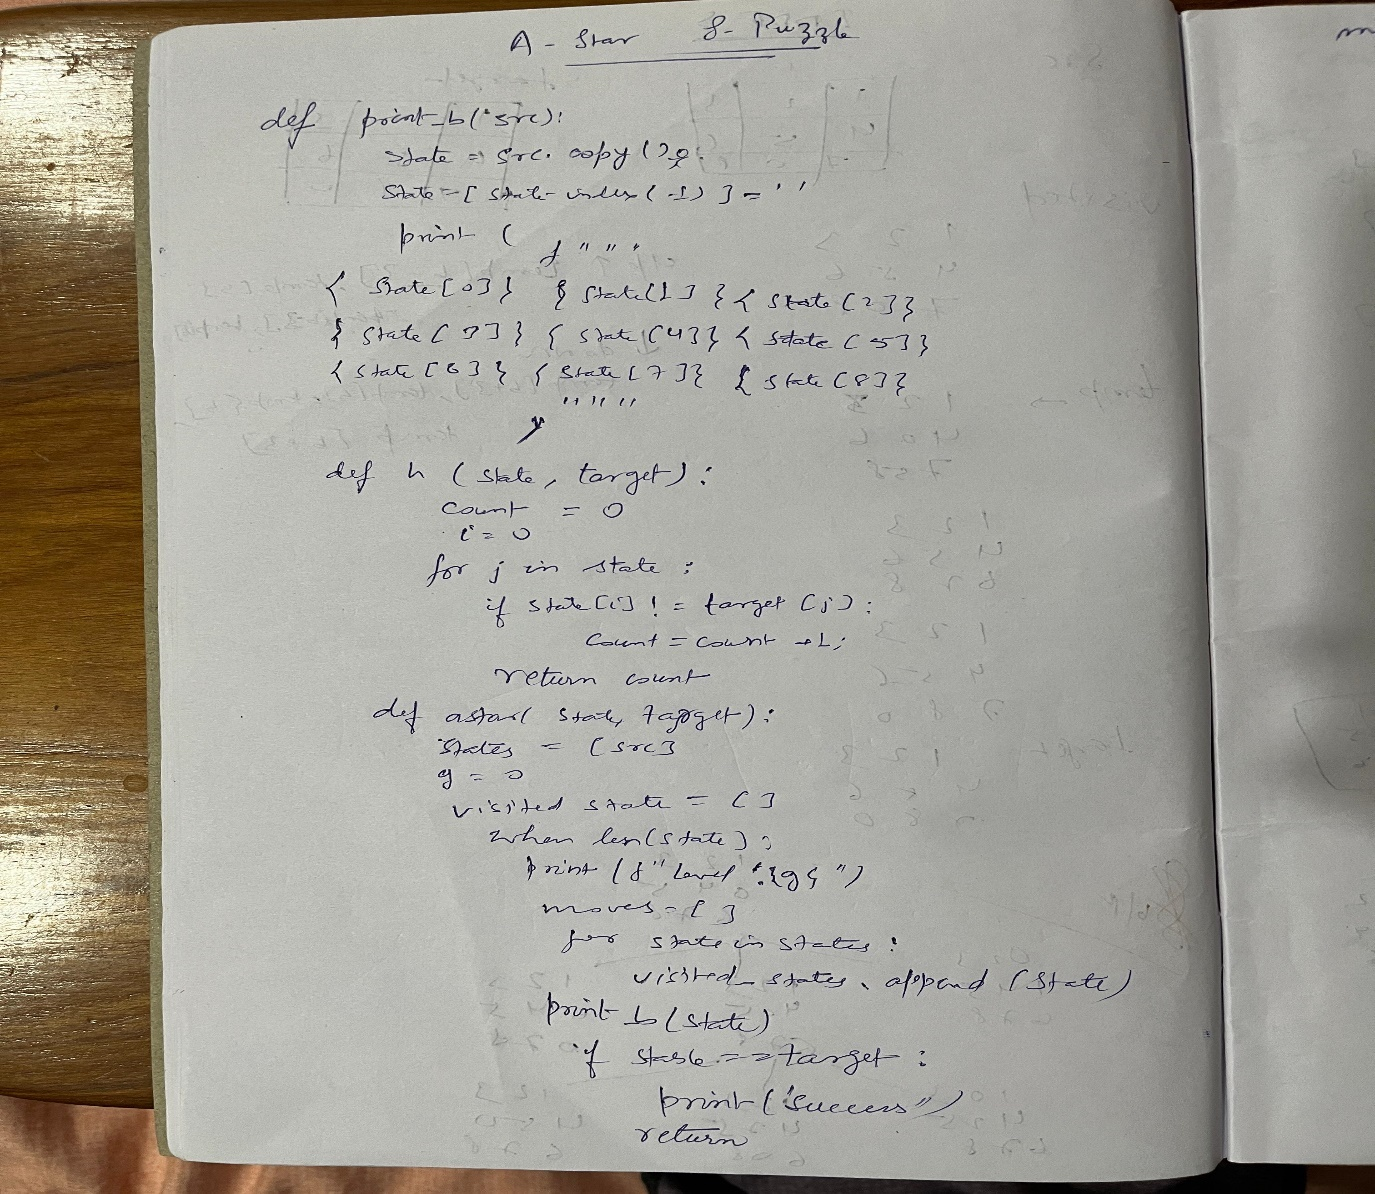 A - Star 8 - Puzzle
def print_b(src):
state = src. copy ()
State = [ state- index ( -1) ] = ' '
print (
f " " "
{ State [0]} { state[1] } { state [2]}
{ state [3] } { state [4]} { state [5]}
{ state [6] } { state [7]} { state [8]}
" " "
)
def h ( state, target ) :
count = 0
i = 0
for j in state :
if state [i] ! = target [j] :
count = count +1;
return count
def astar( state, target) :
states = [src]
g = 0
visited state = [ ]
when len(state) :
print (f " Level : {g} ")
moves = [ ]
for state in states :
visited_ states . append (state)
print_b (state)
if state == target :
print ("success")
return